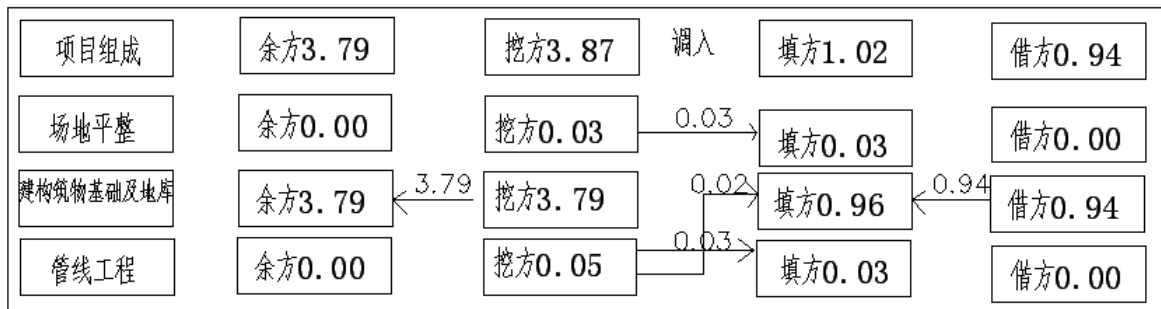 项目组成 余方3.79 挖方3.87 调入 填方1.02 借方0.94
场地平整 余方0.00 挖方0.03 0.03 填方0.03 借方0.00
建构筑物基础及地库 余方3.79 3.79 挖方3.79 0.02 填方0.96 0.94 借方0.94
管线工程 余方0.00 挖方0.05 0.03 填方0.03 借方0.00